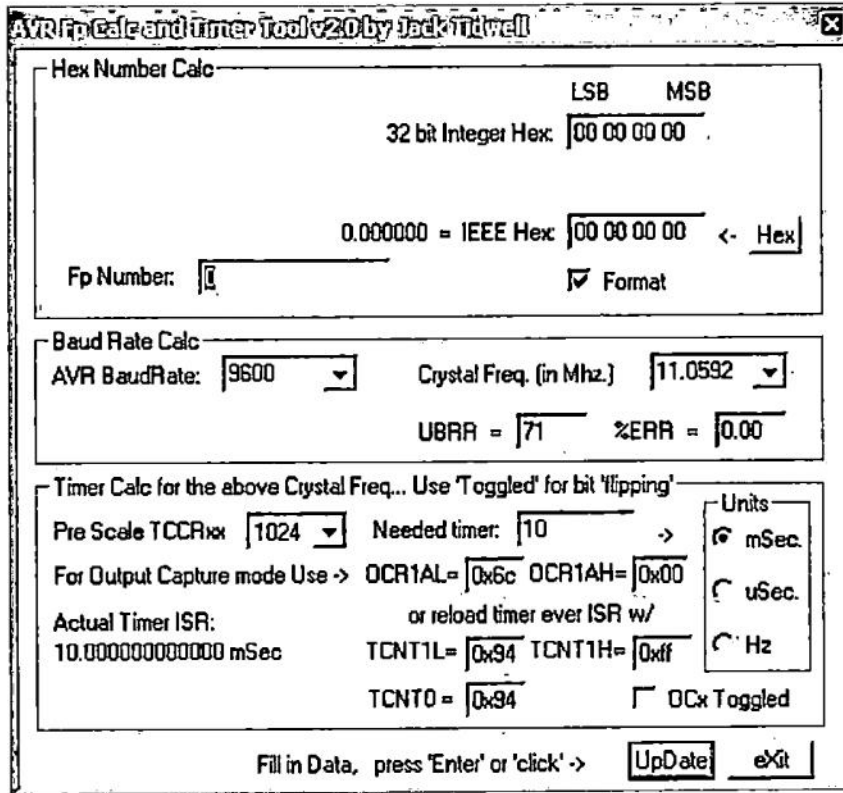 AVR Fp Calc and Timer Tool v2.0 by Jack Tidwell
Hex Number Calc
LSB MSB
32 bit Integer Hex: 00 00 00 00
0.000000 = IEEE Hex: 00 00 00 00 <- Hex
Fp Number: 0
Format
Baud Rate Calc
AVR BaudRate: 9600 Crystal Freq. (in Mhz.) 11.0592
UBRR = 71 %ERR = 0.00
Timer Calc for the above Crystal Freq... Use 'Toggled' for bit 'flipping'
Units
Pre Scale TCCRxx 1024 Needed timer: 10 -> mSec.
For Output Capture mode Use -> OCR1AL= 0x6c OCR1AH= 0x00
uSec.
Actual Timer ISR: or reload timer ever ISR w/
10.000000000000 mSec TCNT1L= 0x94 TCNT1H= 0xff Hz
TCNT0 = 0x94 OCx Toggled
Fill in Data, press 'Enter' or 'click' -> UpDate eXit